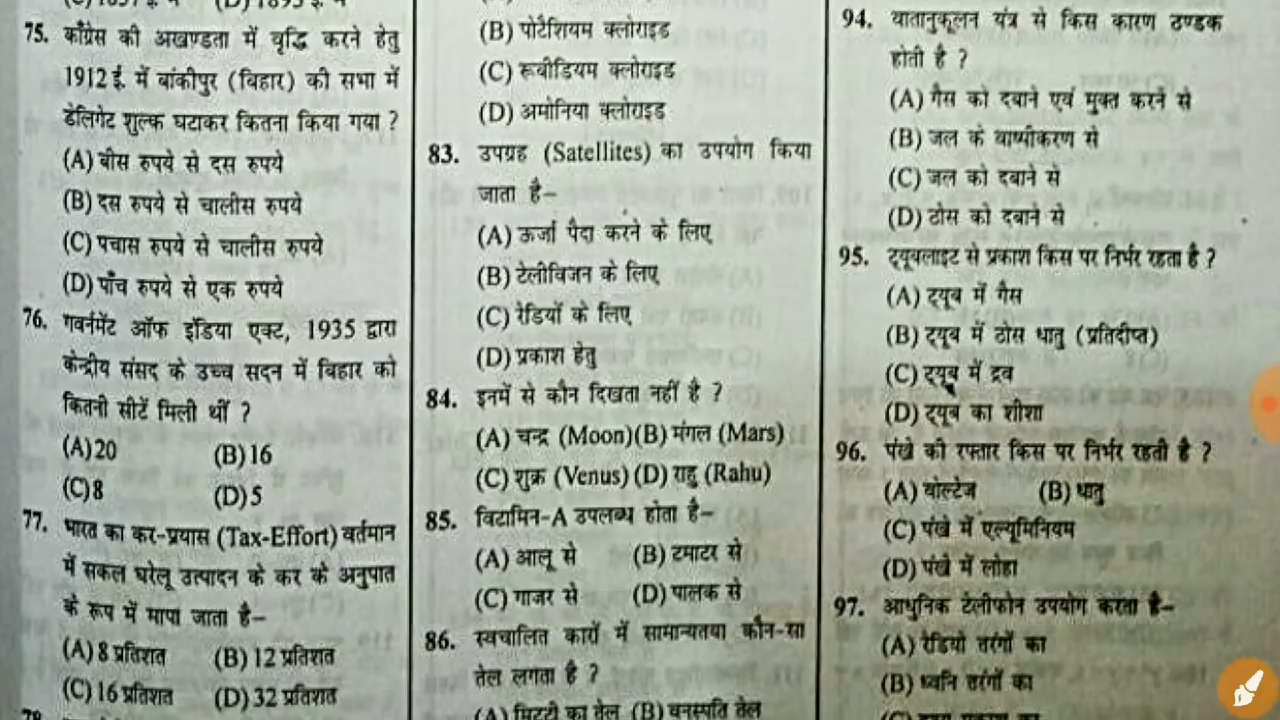 75. काँग्रेस की अखण्डता में वृद्धि करने हेतु
1912 ई. में बांकीपुर (बिहार) की सभा में
डेलिगेट शुल्क घटाकर कितना किया गया ?
(A) बीस रुपये से दस रुपये
(B) दस रुपये से चालीस रुपये
(C) पचास रुपये से चालीस रुपये
(D) पाँच रुपये से एक रुपये
76. गवर्नमेंट ऑफ इंडिया एक्ट, 1935 द्वारा
केन्द्रीय संसद के उच्च सदन में बिहार को
कितनी सीटें मिली थीं ?
(A) 20 (B) 16
(C) 8 (D) 5
77. भारत का कर-प्रयास (Tax-Effort) वर्तमान
में सकल घरेलू उत्पादन के कर के अनुपात
के रूप में मापा जाता है–
(A) 8 प्रतिशत (B) 12 प्रतिशत
(C) 16 प्रतिशत (D) 32 प्रतिशत
78.
(B) पोटैशियम क्लोराइड
(C) रूबीडियम क्लोराइड
(D) अमोनिया क्लोराइड
83. उपग्रह (Satellites) का उपयोग किया
जाता है–
(A) ऊर्जा पैदा करने के लिए
(B) टेलीविजन के लिए
(C) रेडियों के लिए
(D) प्रकाश हेतु
84. इनमें से कौन दिखता नहीं है ?
(A) चन्द्र (Moon) (B) मंगल (Mars)
(C) शुक्र (Venus) (D) राहु (Rahu)
85. विटामिन-A उपलब्ध होता है–
(A) आलू से (B) टमाटर से
(C) गाजर से (D) पालक से
86. स्वचालित कारों में सामान्यतया कौन-सा
तेल लगता है ?
(A) मिट्टी का तेल (B) वनस्पति तेल
94. वातानुकूलन यंत्र से किस कारण ठण्डक
होती है ?
(A) गैस को दबाने एवं मुक्त करने से
(B) जल के वाष्पीकरण से
(C) जल को दबाने से
(D) ठोस को दबाने से
95. ट्यूबलाइट से प्रकाश किस पर निर्भर रहता है ?
(A) ट्यूब में गैस
(B) ट्यूब में ठोस धातु (प्रतिदीप्त)
(C) ट्यूब में द्रव
(D) ट्यूब का शीशा
96. पंखे की रफ्तार किस पर निर्भर रहती है ?
(A) वोल्टेज (B) धातु
(C) पंखे में एल्यूमिनियम
(D) पंखे में लोहा
97. आधुनिक टेलीफोन उपयोग करता है–
(A) रेडियो तरंगों का
(B) ध्वनि तरंगों का